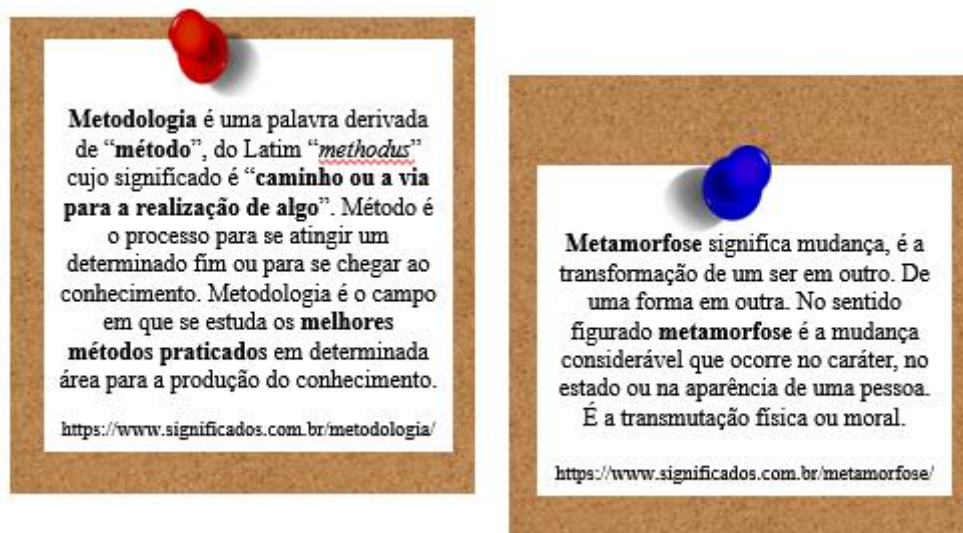 Metodologia é uma palavra derivada
de “método”, do Latim “methodus”
cujo significado é “caminho ou a via
para a realização de algo”. Método é
o processo para se atingir um
determinado fim ou para se chegar ao
conhecimento. Metodologia é o campo
em que se estuda os melhores
métodos praticados em determinada
área para a produção do conhecimento.
https://www.significados.com.br/metodologia/
Metamorfose significa mudança, é a
transformação de um ser em outro. De
uma forma em outra. No sentido
figurado metamorfose é a mudança
considerável que ocorre no caráter, no
estado ou na aparência de uma pessoa.
É a transmutação física ou moral.
https://www.significados.com.br/metamorfose/